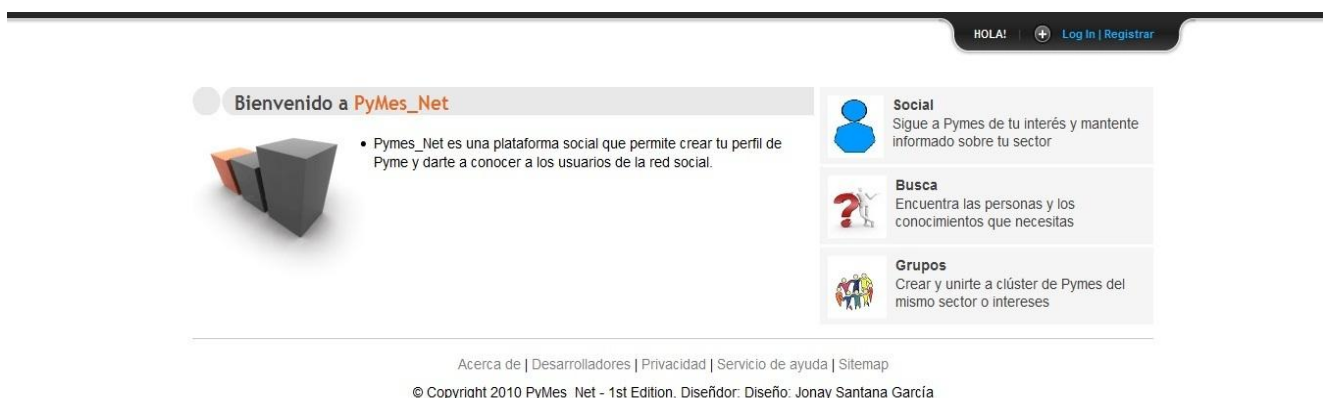 HOLA! | Log In | Registrar
Bienvenido a PyMes_Net
• Pymes_Net es una plataforma social que permite crear tu perfil de
Pyme y darte a conocer a los usuarios de la red social.
Social
Sigue a Pymes de tu interés y mantente
informado sobre tu sector
Busca
Encuentra las personas y los
conocimientos que necesitas
Grupos
Crear y unirte a clúster de Pymes del
mismo sector o intereses
Acerca de | Desarrolladores | Privacidad | Servicio de ayuda | Sitemap
© Copyright 2010 PyMes_Net - 1st Edition. Diseñdor: Diseño: Jonay Santana García